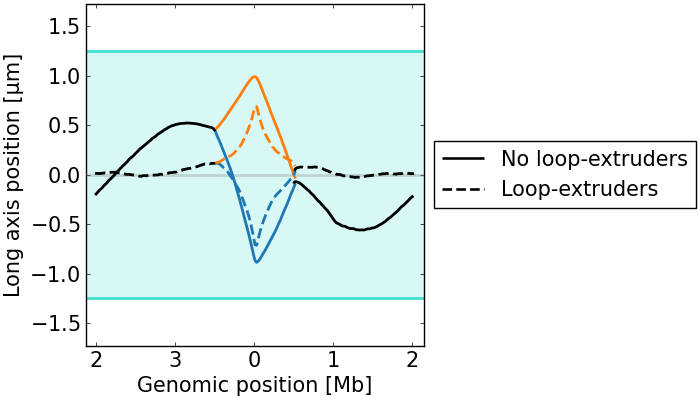 1.5
1.0
0.5
0.0
−0.5
−1.0
−1.5
Long axis position [µm]
2 3 0 1 2
Genomic position [Mb]
No loop-extruders
Loop-extruders